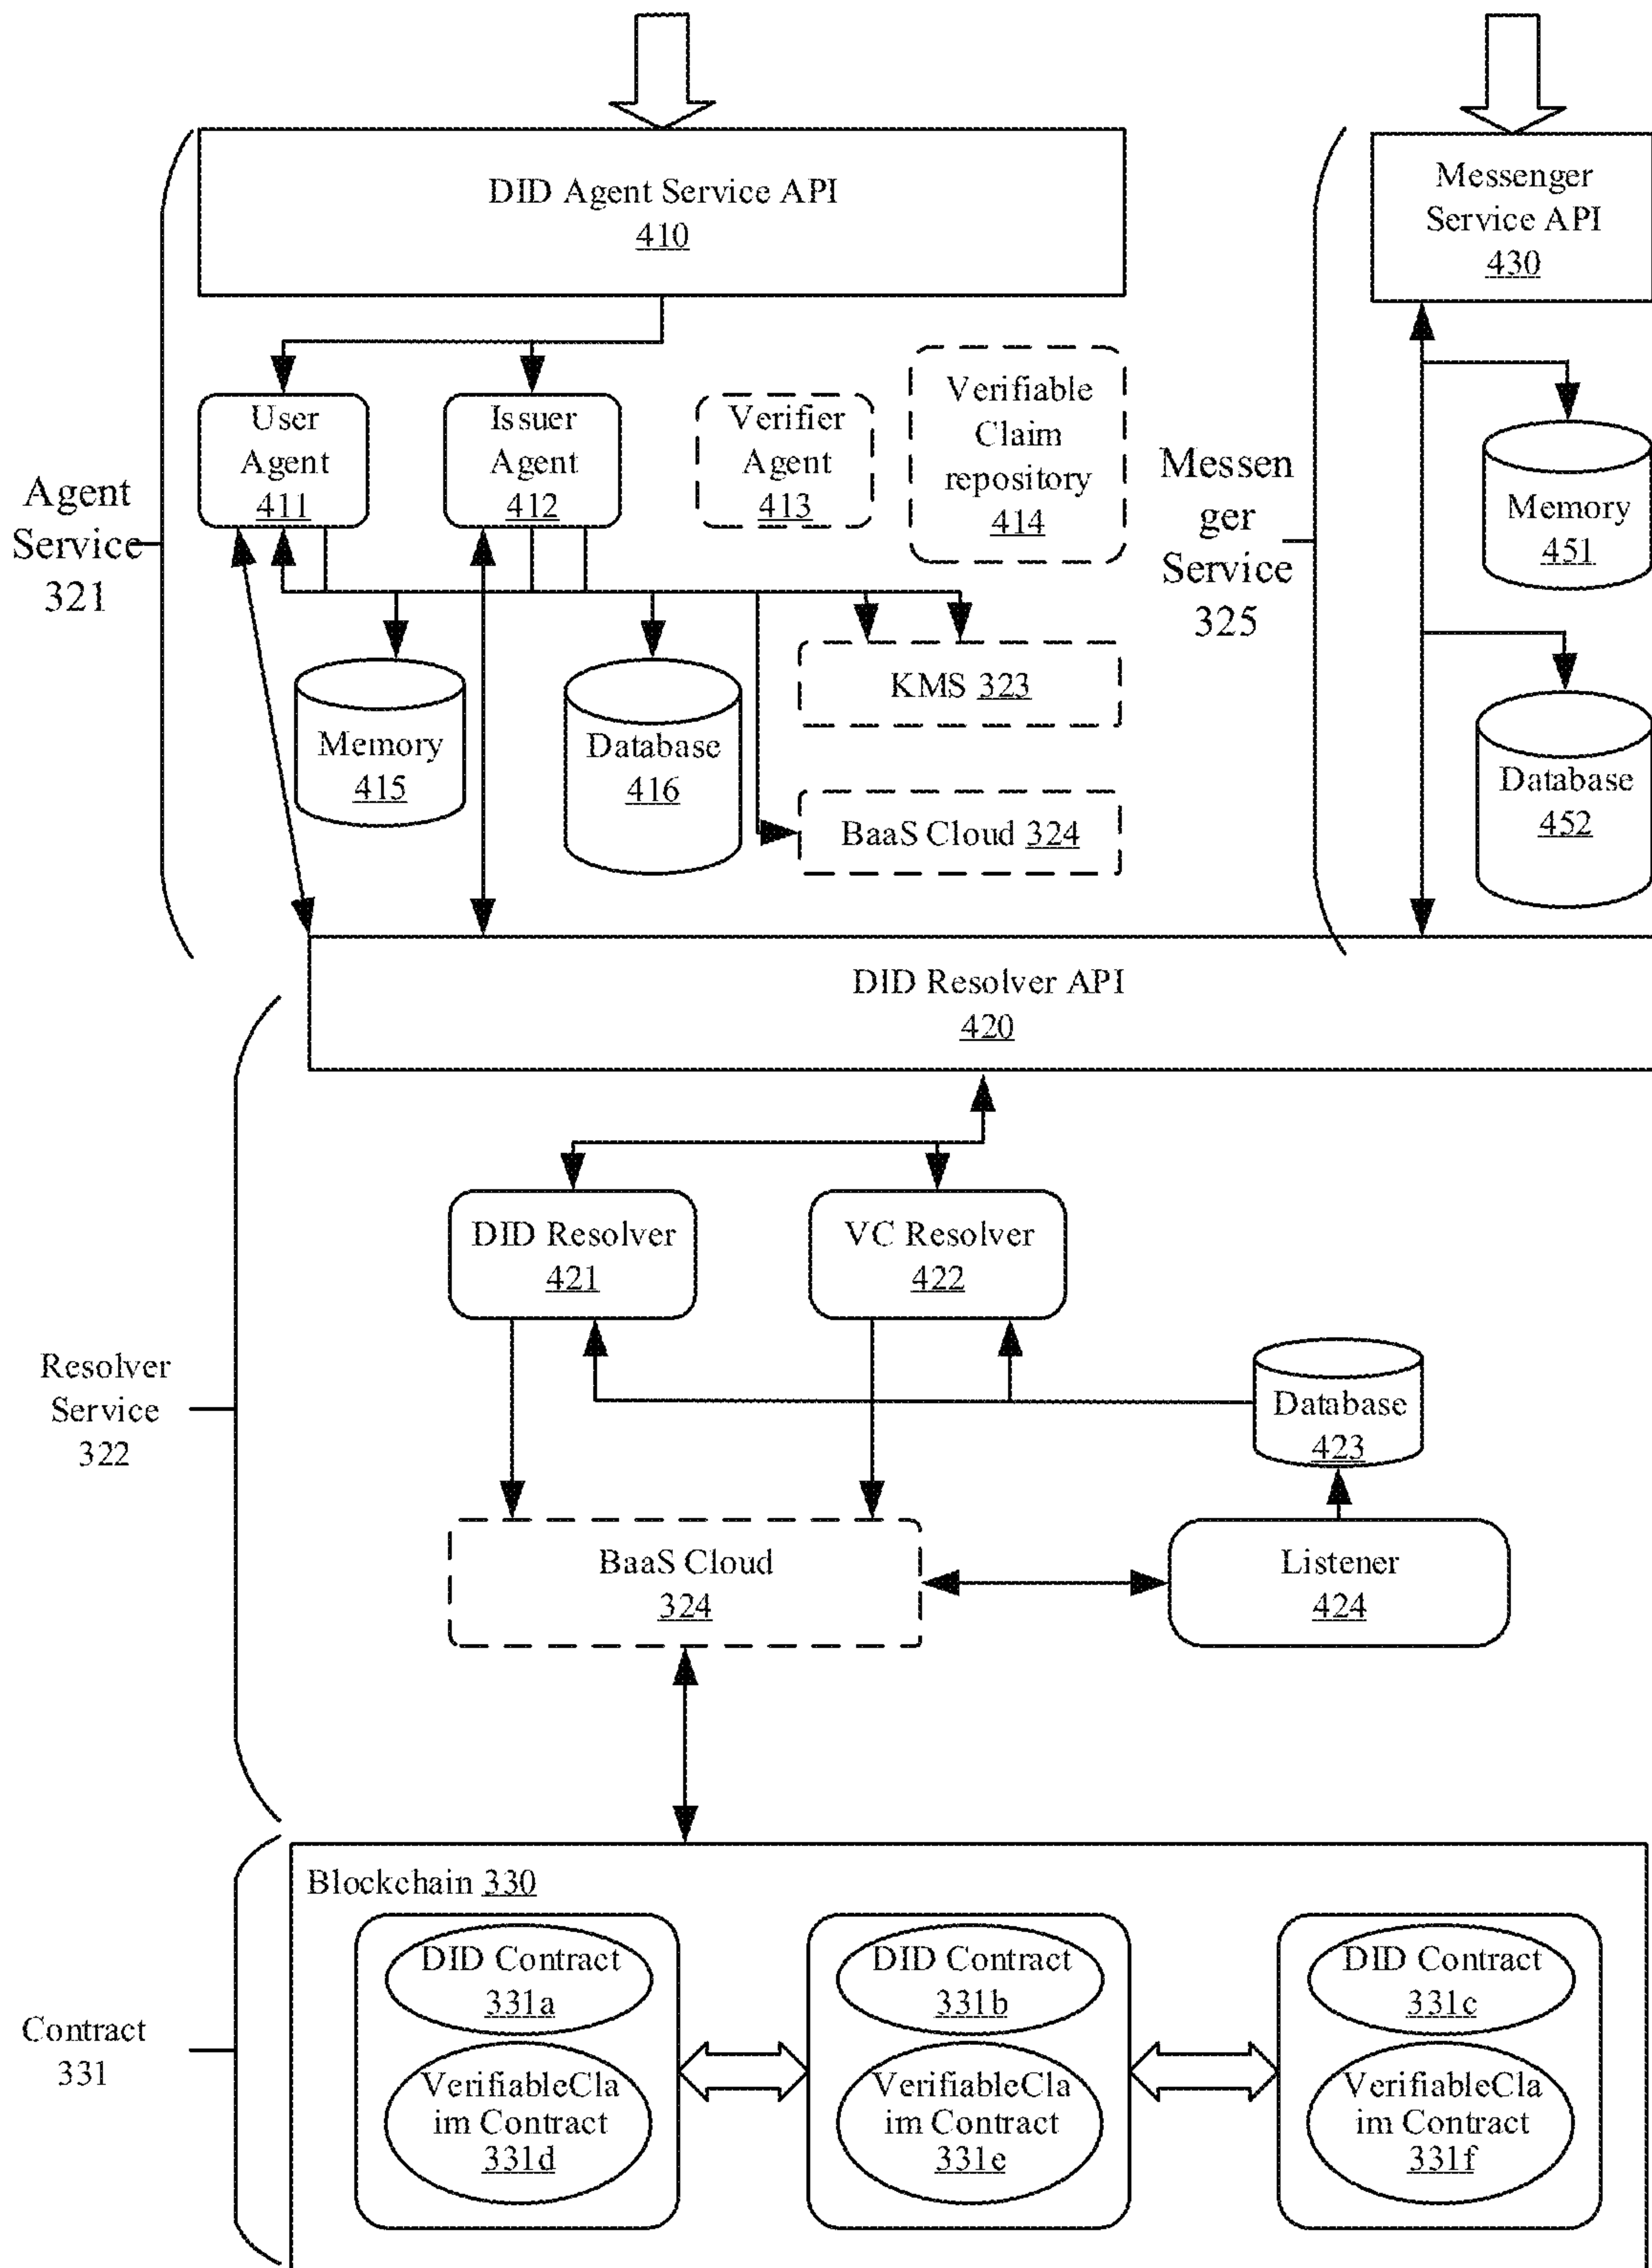 DID Agent Service API
410
Messenger
Service API
430
User
Agent
411
Issuer
Agent
412
Verifier
Agent
413
Verifiable
Claim
repository
414
Agent
Service
321
Messen
ger
Service
325
Memory
451
KMS 323
Memory
415
Database
416
BaaS Cloud 324
Database
452
DID Resolver API
420
DID Resolver
421
VC Resolver
422
Resolver
Service
322
Database
423
BaaS Cloud
324
Listener
424
Blockchain 330
DID Contract
331a
DID Contract
331b
DID Contract
331c
Contract
331
VerifiableCla
im Contract
331d
VerifiableCla
im Contract
331e
VerifiableCla
im Contract
331f